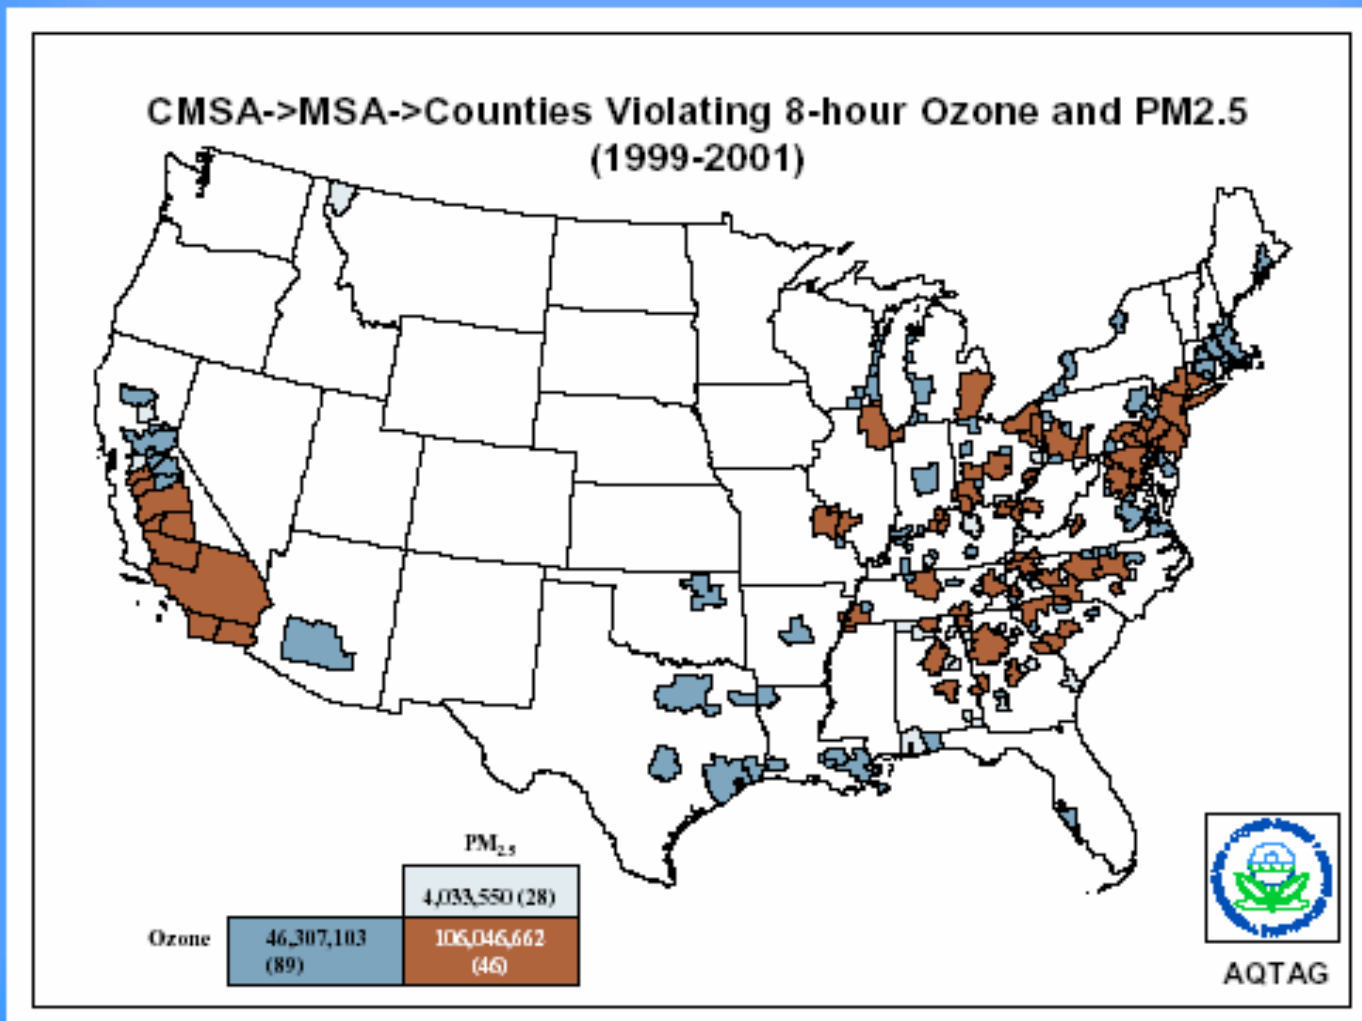 CMSA->MSA->Counties Violating 8-hour Ozone and PM2.5
(1999-2001)
PM2.5
4,033,550 (28)
Ozone
46,307,103
(89)
106,046,662
(46)
AQTAG